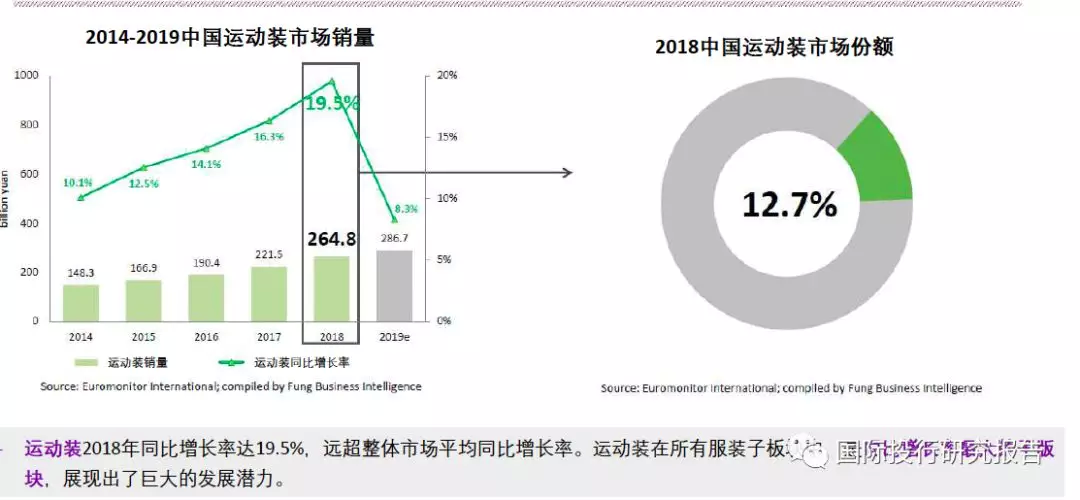 2014-2019中国运动装市场销量
2018中国运动装市场份额
1000
800
600
400
200
0
billion yuan
20%
15%
10%
5%
0%
10.1%
12.5%
14.1%
16.3%
19.5%
8.3%
148.3
166.9
190.4
221.5
264.8
286.7
2014
2015
2016
2017
2018
2019e
运动装销量
运动装同比增长率
Source: Euromonitor International; compiled by Fung Business Intelligence
12.7%
Source: Euromonitor International; compiled by Fung Business Intelligence
运动装2018年同比增长率达19.5%，远超整体市场平均同比增长率。运动装在所有服装子板
块，展现出了巨大的发展潜力。
国际投行研究报告